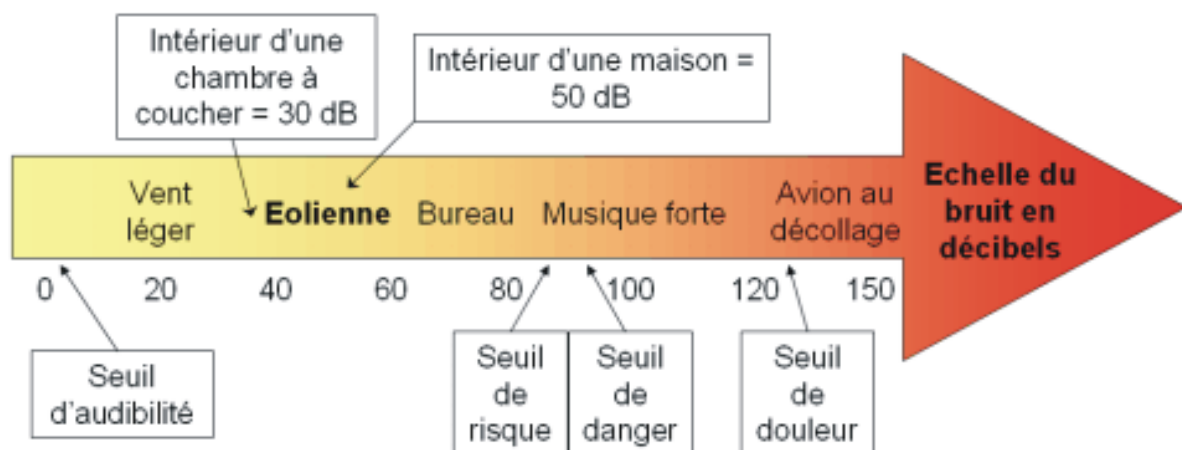 Intérieur d'une
chambre à
coucher = 30 dB
Intérieur d'une maison =
50 dB
Vent
léger
Eolienne
Bureau
Musique forte
Avion au
décollage
Echelle du
bruit en
décibels
0 20 40 60 80 100 120 150
Seuil
d'audibilité
Seuil
de
risque
Seuil
de
danger
Seuil
de
douleur